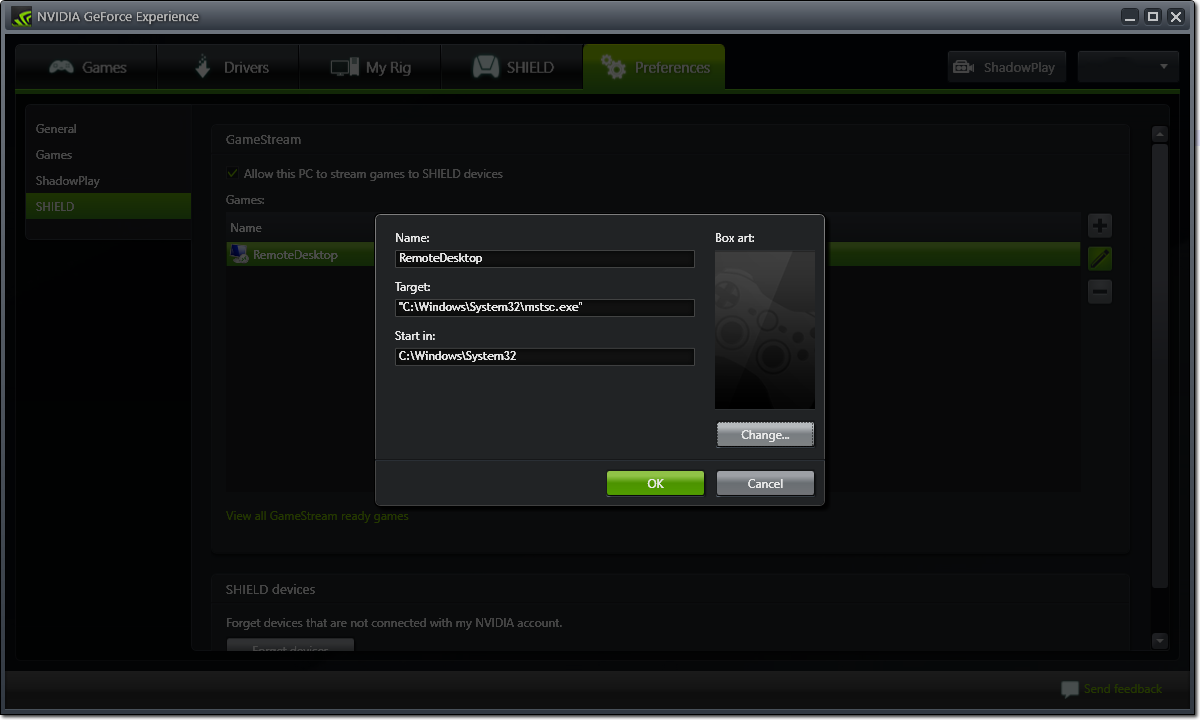 NVIDIA GeForce Experience
Games
Drivers
My Rig
SHIELD
Preferences
ShadowPlay
General
Games
ShadowPlay
SHIELD
GameStream
Allow this PC to stream games to SHIELD devices
Games:
Name
RemoteDesktop
Name:
RemoteDesktop
Target:
"C:\Windows\System32\mstsc.exe"
Start in:
C:\Windows\System32
Box art:
Change...
OK
Cancel
View all GameStream ready games
SHIELD devices
Forget devices that are not connected with my NVIDIA account.
Forget devices
Send feedback